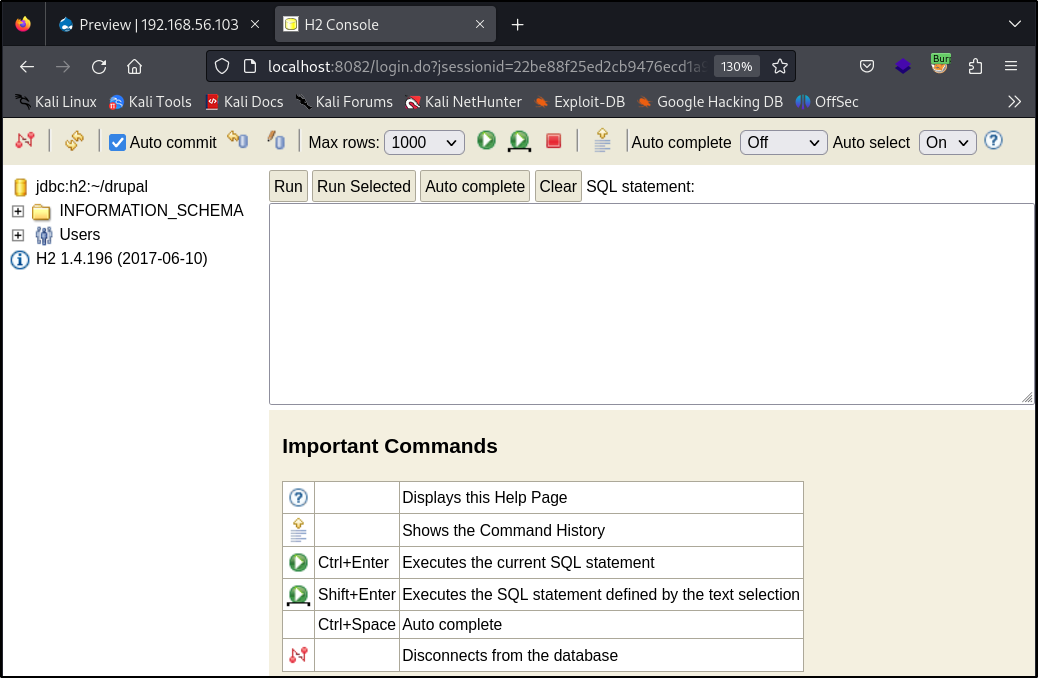 Preview | 192.168.56.103
H2 Console
localhost:8082/login.do?jsessionid=22be88f25ed2cb9476ecd1a
130%
Burp
Kali Linux Kali Tools Kali Docs Kali Forums Kali NetHunter Exploit-DB Google Hacking DB OffSec
Auto commit Max rows: 1000 Auto complete Off Auto select On
jdbc:h2:~/drupal
INFORMATION_SCHEMA
Users
H2 1.4.196 (2017-06-10)
Run Run Selected Auto complete Clear SQL statement:
Important Commands
Displays this Help Page
Shows the Command History
Ctrl+Enter Executes the current SQL statement
Shift+Enter Executes the SQL statement defined by the text selection
Ctrl+Space Auto complete
Disconnects from the database